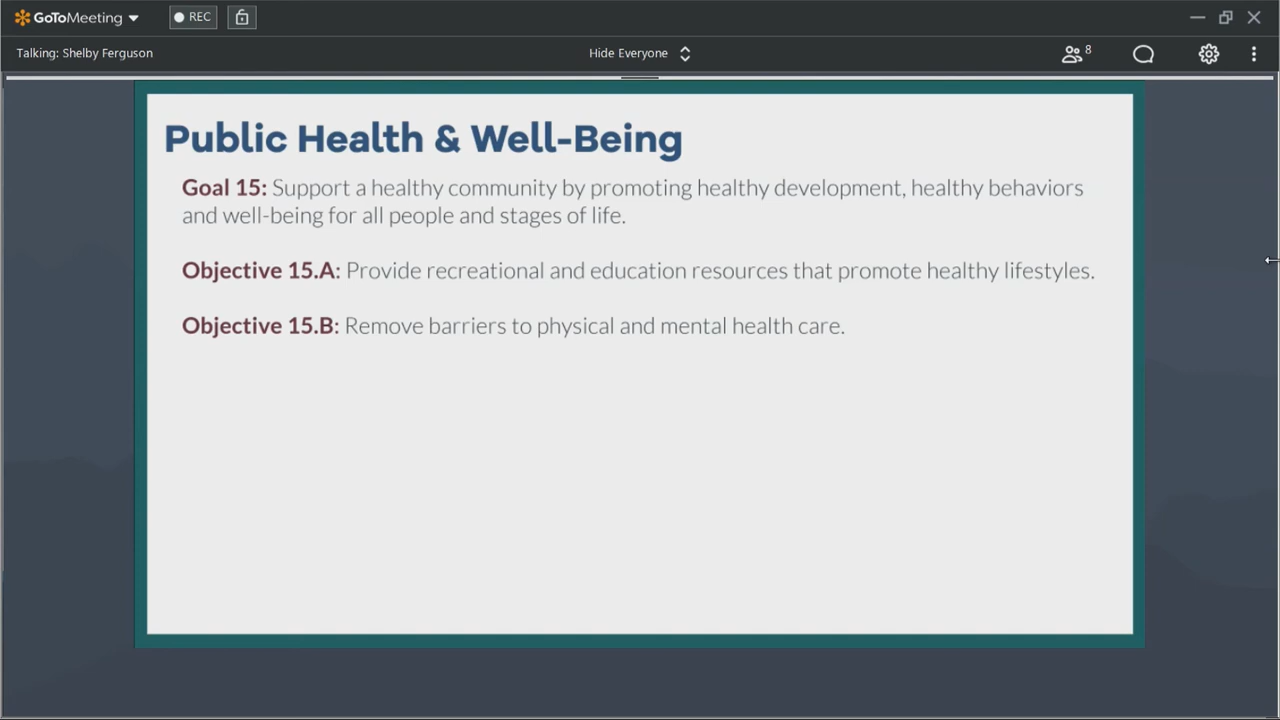 GoToMeeting
REC
Talking: Shelby Ferguson
Hide Everyone
8
Public Health & Well-Being
Goal 15: Support a healthy community by promoting healthy development, healthy behaviors
and well-being for all people and stages of life.
Objective 15.A: Provide recreational and education resources that promote healthy lifestyles.
Objective 15.B: Remove barriers to physical and mental health care.